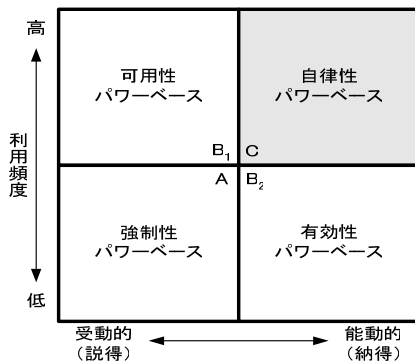 高
利用頻度
低
可用性
パワーベース
自律性
パワーベース
B1
C
A
B2
強制性
パワーベース
有効性
パワーベース
受動的
(説得)
能動的
(納得)